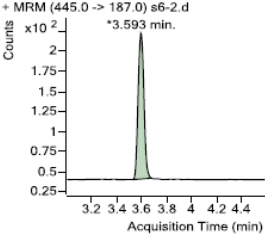 + MRM (445.0 -> 187.0) s6-2.d
x10 2
*3.593 min.
2
1.75
1.5
1.25
1
0.75
0.5
0.25
Counts
3.2 3.4 3.6 3.8 4 4.2 4.4
Acquisition Time (min)